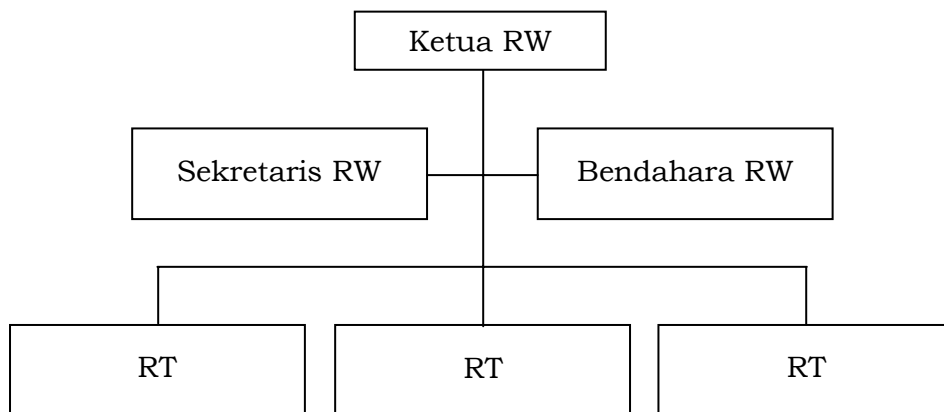 Ketua RW
Sekretaris RW
Bendahara RW
RT
RT
RT